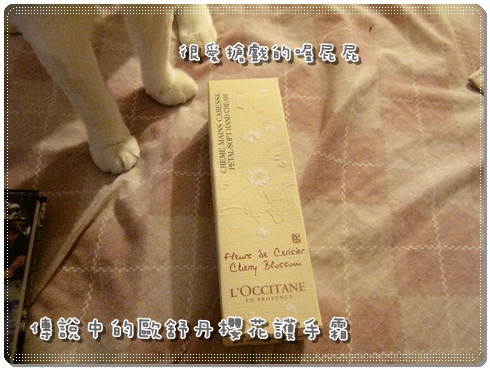 很愛搶戲的喔屁屁
CRÈME MAINS CARESSE
PETAL-SOFT HAND CREAM
Fleurs de Cerisier
Cherry Blossom
L'OCCITANE
EN PROVENCE
傳說中的歐舒丹櫻花護手霜